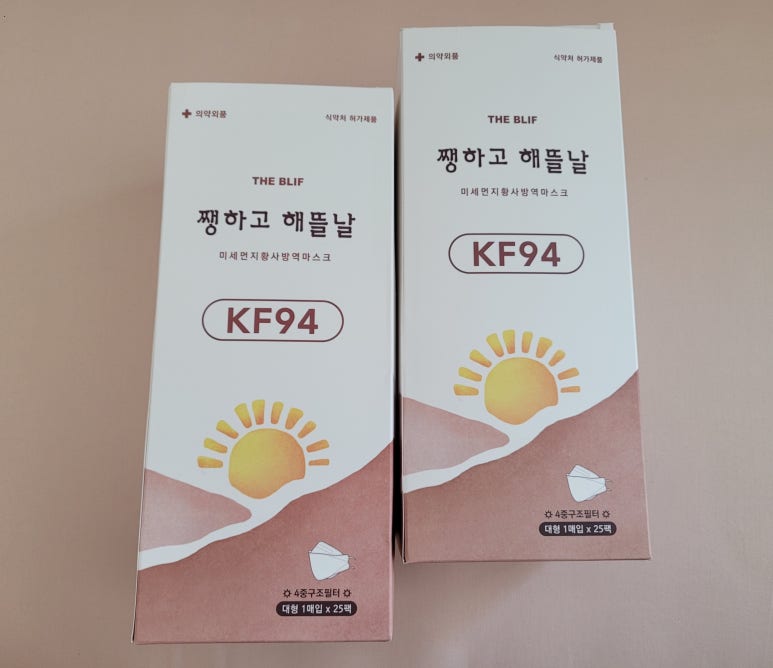 의약외품
식약처 허가제품
THE BLIF
쨍하고 해뜰날
미세먼지황사방역마스크
KF94
4중구조필터
대형 1매입 x 25팩
의약외품
식약처 허가제품
THE BLIF
쨍하고 해뜰날
미세먼지황사방역마스크
KF94
4중구조필터
대형 1매입 x 25팩